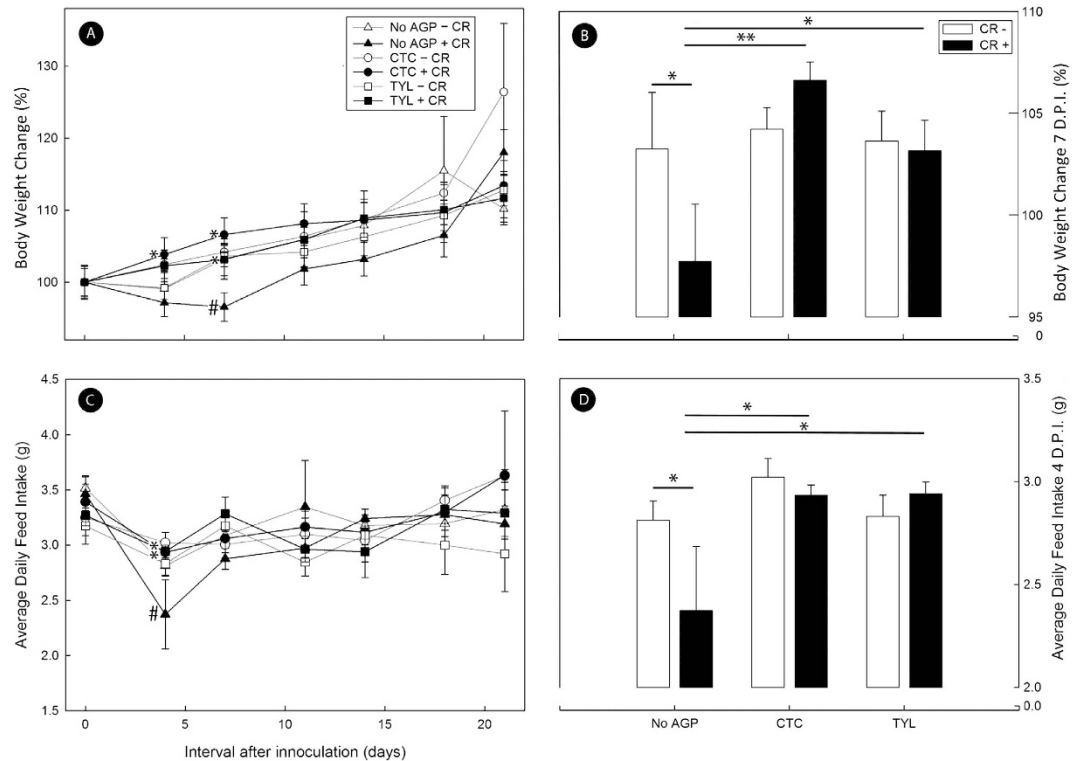 A
No AGP − CR
No AGP + CR
CTC − CR
CTC + CR
TYL − CR
TYL + CR
Body Weight Change (%)
130
120
110
100
*
*
*
#
B
CR -
CR +
*
**
*
Body Weight Change 7 D.P.I. (%)
110
105
100
95
0
C
Average Daily Feed Intake (g)
4.5
4.0
3.5
3.0
2.5
2.0
1.5
*
*
#
0
5
10
15
20
Interval after innoculation (days)
D
*
*
*
Average Daily Feed Intake 4 D.P.I. (g)
3.5
3.0
2.5
2.0
0.0
No AGP
CTC
TYL